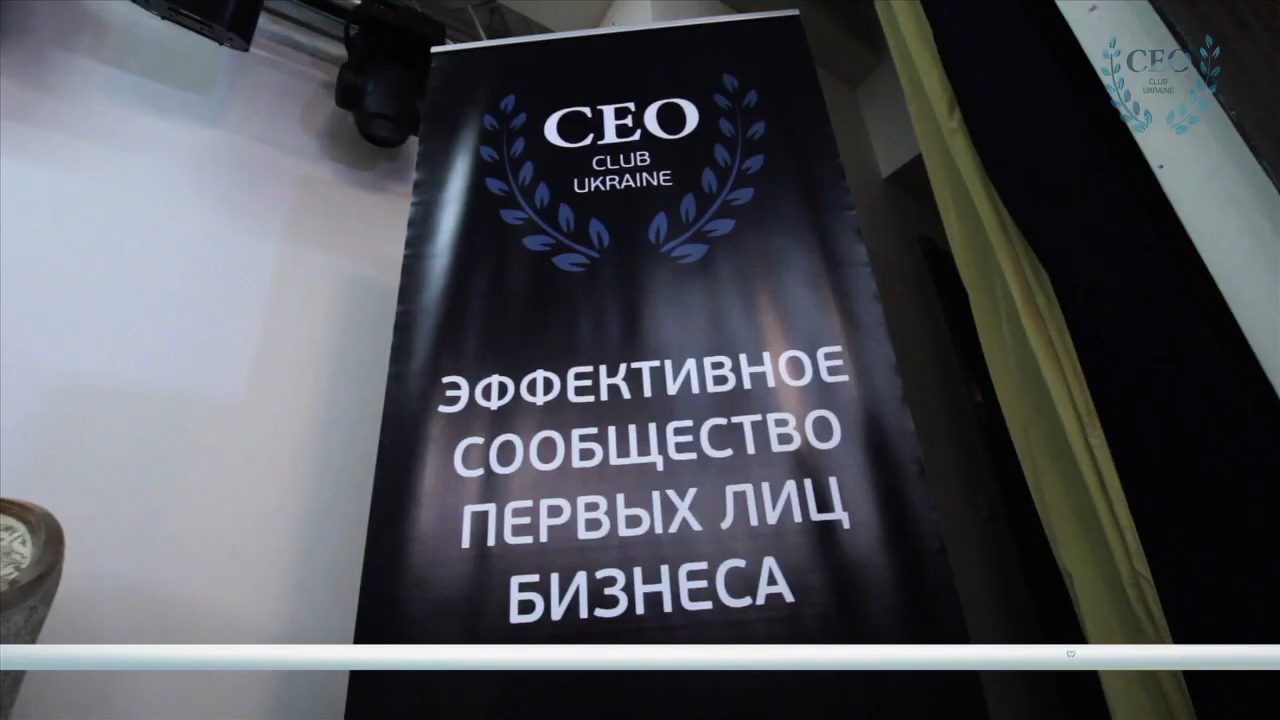 CEO
CLUB
UKRAINE
ЭФФЕКТИВНОЕ
СООБЩЕСТВО
ПЕРВЫХ ЛИЦ
БИЗНЕСА
CEO
CLUB
UKRAINE